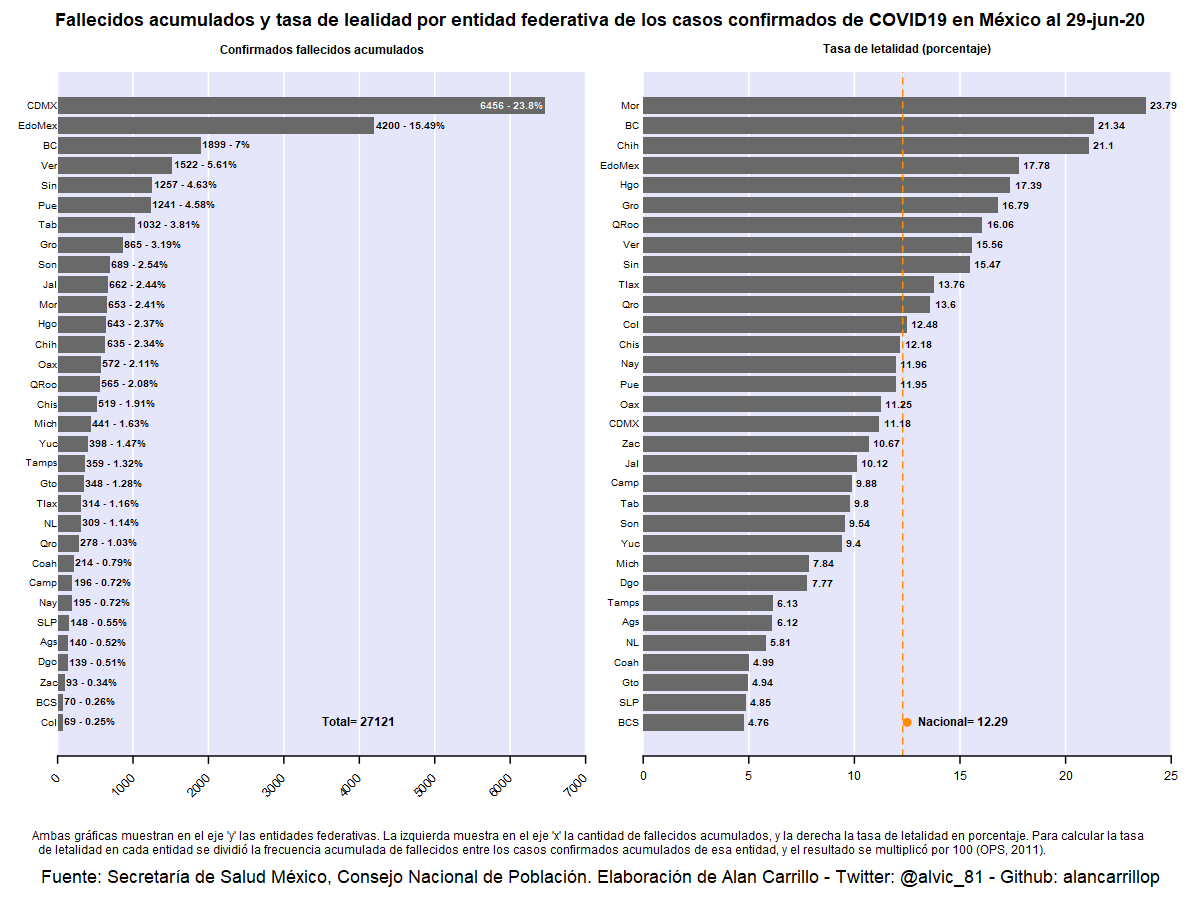 Fallecidos acumulados y tasa de lealidad por entidad federativa de los casos confirmados de COVID19 en México al 29-jun-20
Confirmados fallecidos acumulados
CDMX 6456 - 23.8%
EdoMex 4200 - 15.49%
BC 1899 - 7%
Ver 1522 - 5.61%
Sin 1257 - 4.63%
Pue 1241 - 4.58%
Tab 1032 - 3.81%
Gro 865 - 3.19%
Son 689 - 2.54%
Jal 662 - 2.44%
Mor 653 - 2.41%
Hgo 643 - 2.37%
Chih 635 - 2.34%
Oax 572 - 2.11%
QRoo 565 - 2.08%
Chis 519 - 1.91%
Mich 441 - 1.63%
Yuc 398 - 1.47%
Tamps 359 - 1.32%
Gto 348 - 1.28%
Tlax 314 - 1.16%
NL 309 - 1.14%
Qro 278 - 1.03%
Coah 214 - 0.79%
Camp 196 - 0.72%
Nay 195 - 0.72%
SLP 148 - 0.55%
Ags 140 - 0.52%
Dgo 139 - 0.51%
Zac 93 - 0.34%
BCS 70 - 0.26%
Col 69 - 0.25%
Total= 27121
0 1000 2000 3000 4000 5000 6000 7000
Tasa de letalidad (porcentaje)
Mor 23.79
BC 21.34
Chih 21.1
EdoMex 17.78
Hgo 17.39
Gro 16.79
QRoo 16.06
Ver 15.56
Sin 15.47
Tlax 13.76
Qro 13.6
Col 12.48
Chis 12.18
Nay 11.96
Pue 11.95
Oax 11.25
CDMX 11.18
Zac 10.67
Jal 10.12
Camp 9.88
Tab 9.8
Son 9.54
Yuc 9.4
Mich 7.84
Dgo 7.77
Tamps 6.13
Ags 6.12
NL 5.81
Coah 4.99
Gto 4.94
SLP 4.85
BCS 4.76
Nacional= 12.29
0 5 10 15 20 25
Ambas gráficas muestran en el eje 'y' las entidades federativas. La izquierda muestra en el eje 'x' la cantidad de fallecidos acumulados, y la derecha la tasa de letalidad en porcentaje. Para calcular la tasa
de letalidad en cada entidad se dividió la frecuencia acumulada de fallecidos entre los casos confirmados acumulados de esa entidad, y el resultado se multiplicó por 100 (OPS, 2011).
Fuente: Secretaría de Salud México, Consejo Nacional de Población. Elaboración de Alan Carrillo - Twitter: @alvic_81 - Github: alancarrillop